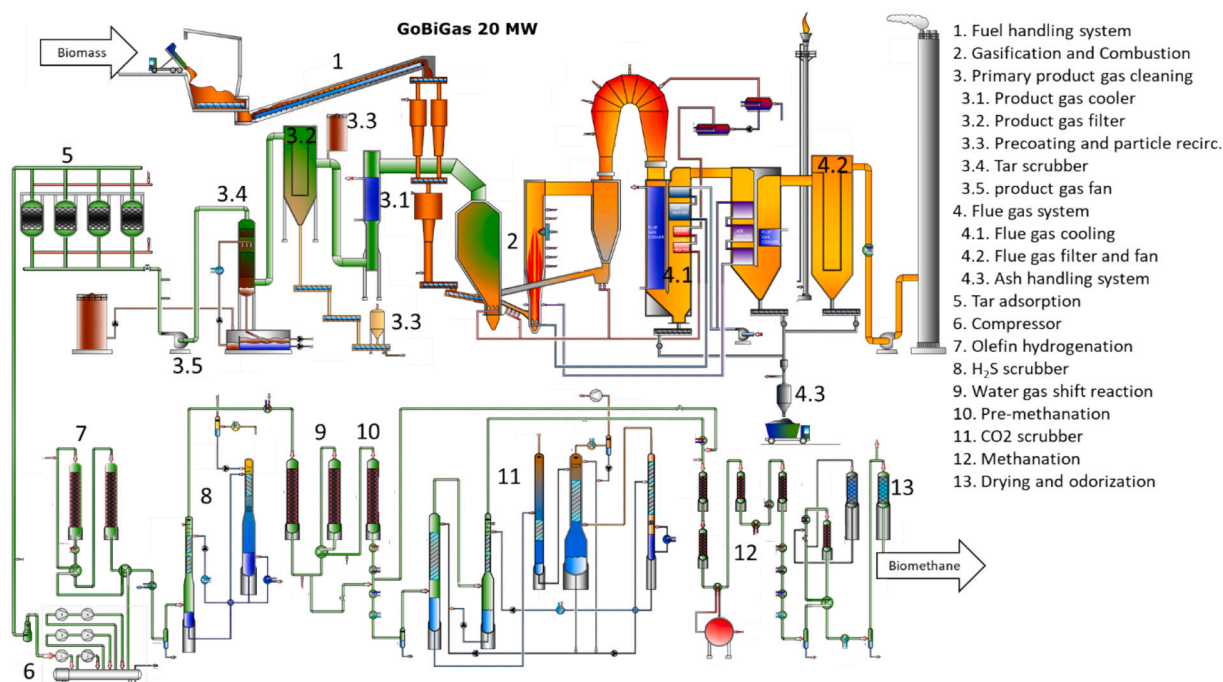 GoBiGas 20 MW
Biomass
1
3.3
3.2
5
3.4
3.1
2
4.1
4.2
3.3
3.5
4.3
7
9
10
8
11
13
12
6
Biomethane
1. Fuel handling system
2. Gasification and Combustion
3. Primary product gas cleaning
3.1. Product gas cooler
3.2. Product gas filter
3.3. Precoating and particle recirc.
3.4. Tar scrubber
3.5. product gas fan
4. Flue gas system
4.1. Flue gas cooling
4.2. Flue gas filter and fan
4.3. Ash handling system
5. Tar adsorption
6. Compressor
7. Olefin hydrogenation
8. H₂S scrubber
9. Water gas shift reaction
10. Pre-methanation
11. CO2 scrubber
12. Methanation
13. Drying and odorization
FLUE GAS COOLER